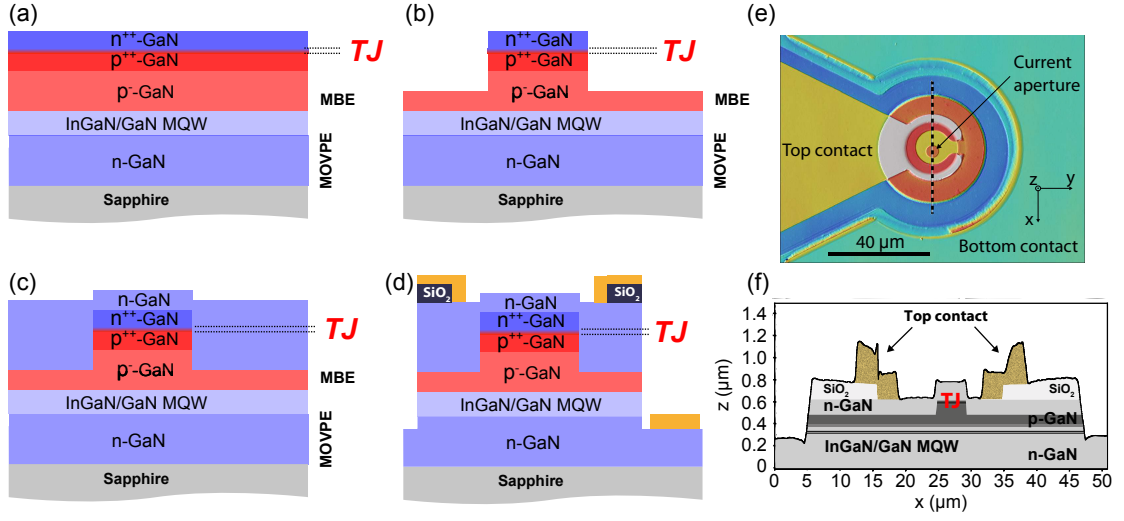 (a)
n++-GaN
p++-GaN
TJ
p--GaN
MBE
InGaN/GaN MQW
n-GaN
MOVPE
Sapphire
(b)
n++-GaN
p++-GaN
TJ
p--GaN
MBE
InGaN/GaN MQW
n-GaN
MOVPE
Sapphire
(c)
n-GaN
n++-GaN
p++-GaN
TJ
p--GaN
MBE
InGaN/GaN MQW
n-GaN
MOVPE
Sapphire
(d)
SiO2
n-GaN
SiO2
n++-GaN
p++-GaN
TJ
p--GaN
InGaN/GaN MQW
n-GaN
Sapphire
(e)
Current
aperture
Top contact
z
y
x
40 µm
Bottom contact
(f)
1.4
1.2
1.0
0.8
0.6
0.4
0.2
0
z (µm)
Top contact
SiO2
SiO2
n-GaN
TJ
p-GaN
InGaN/GaN MQW
n-GaN
0 5 10 15 20 25 30 35 40 45 50
x (µm)